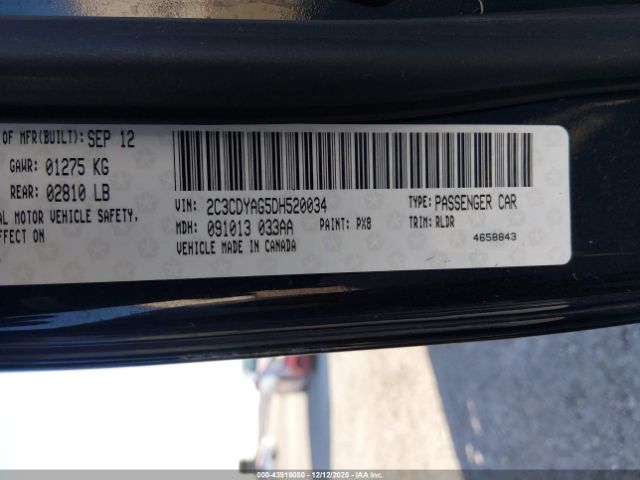 OF MFR(BUILT): SEP 12
GAWR: 01275 KG
REAR: 02810 LB
AL MOTOR VEHICLE SAFETY,
EFFECT ON
VIN: 2C3CDYAG5DH520034
TYPE: PASSENGER CAR
MDH: 091013 033AA
PAINT: PX8
TRIM: RLDR
VEHICLE MADE IN CANADA
4658843
000-43919080 - 12/12/2025 - IAA